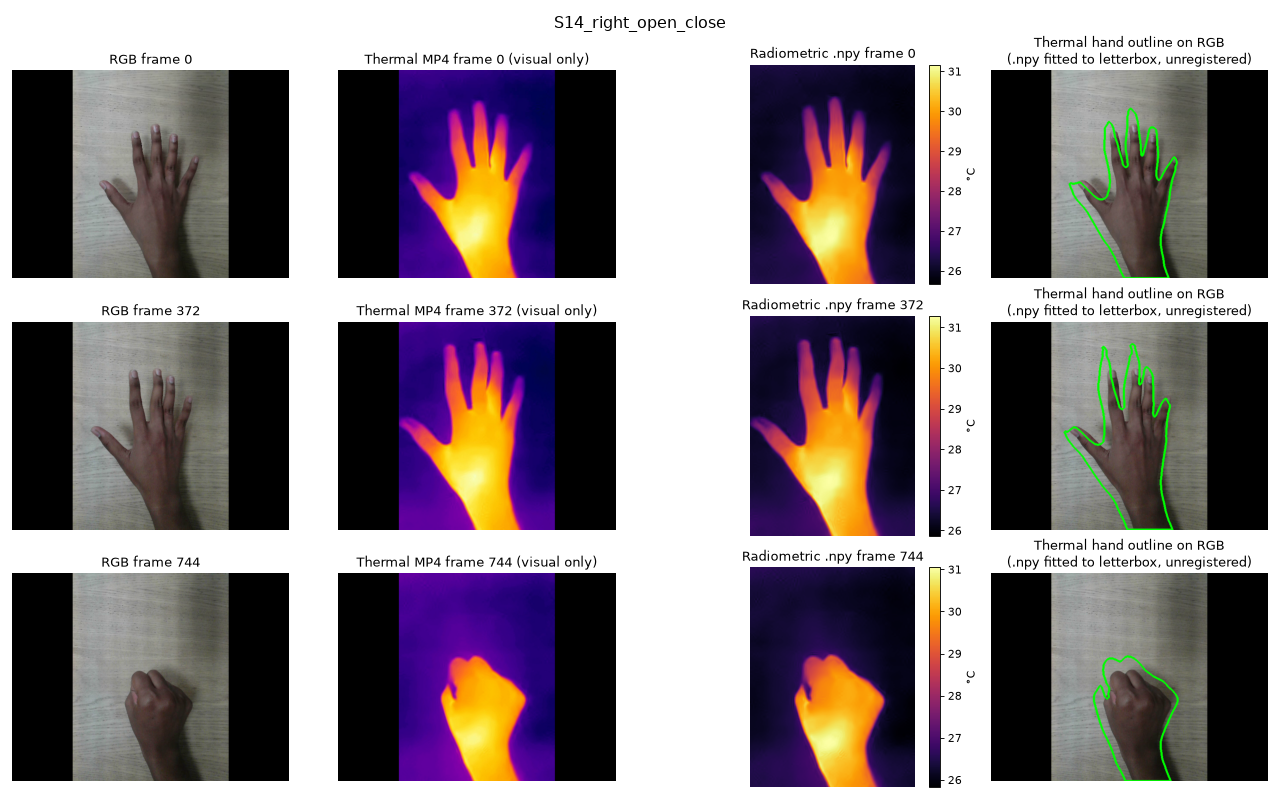 S14_right_open_close
RGB frame 0
Thermal MP4 frame 0 (visual only)
Radiometric .npy frame 0
Thermal hand outline on RGB
(.npy fitted to letterbox, unregistered)
31
30
29
28
27
26
°C
RGB frame 372
Thermal MP4 frame 372 (visual only)
Radiometric .npy frame 372
Thermal hand outline on RGB
(.npy fitted to letterbox, unregistered)
31
30
29
28
27
26
°C
RGB frame 744
Thermal MP4 frame 744 (visual only)
Radiometric .npy frame 744
Thermal hand outline on RGB
(.npy fitted to letterbox, unregistered)
31
30
29
28
27
26
°C